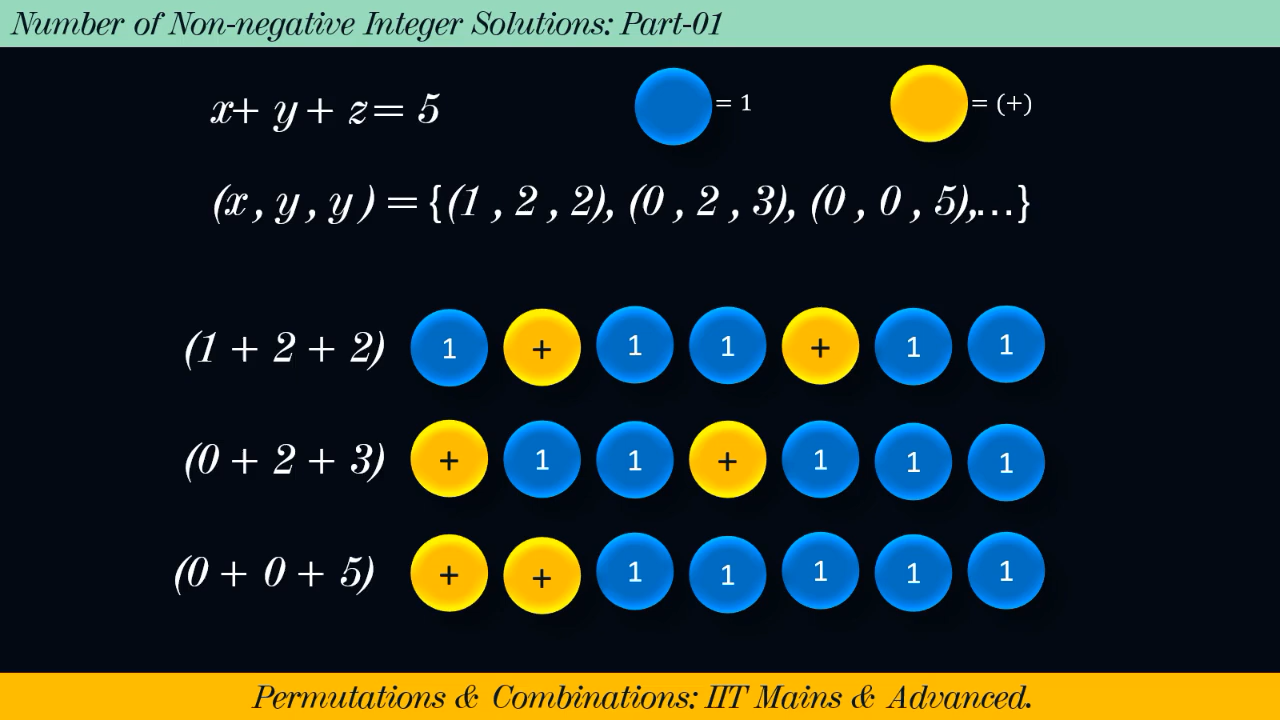 Number of Non-negative Integer Solutions: Part-01
x+ y + z = 5 = 1 = (+)
(x , y , y ) = {(1 , 2 , 2), (0 , 2 , 3), (0 , 0 , 5),...}
(1 + 2 + 2) 1 + 1 1 + 1 1
(0 + 2 + 3) + 1 1 + 1 1 1
(0 + 0 + 5) + + 1 1 1 1 1
Permutations & Combinations: IIT Mains & Advanced.